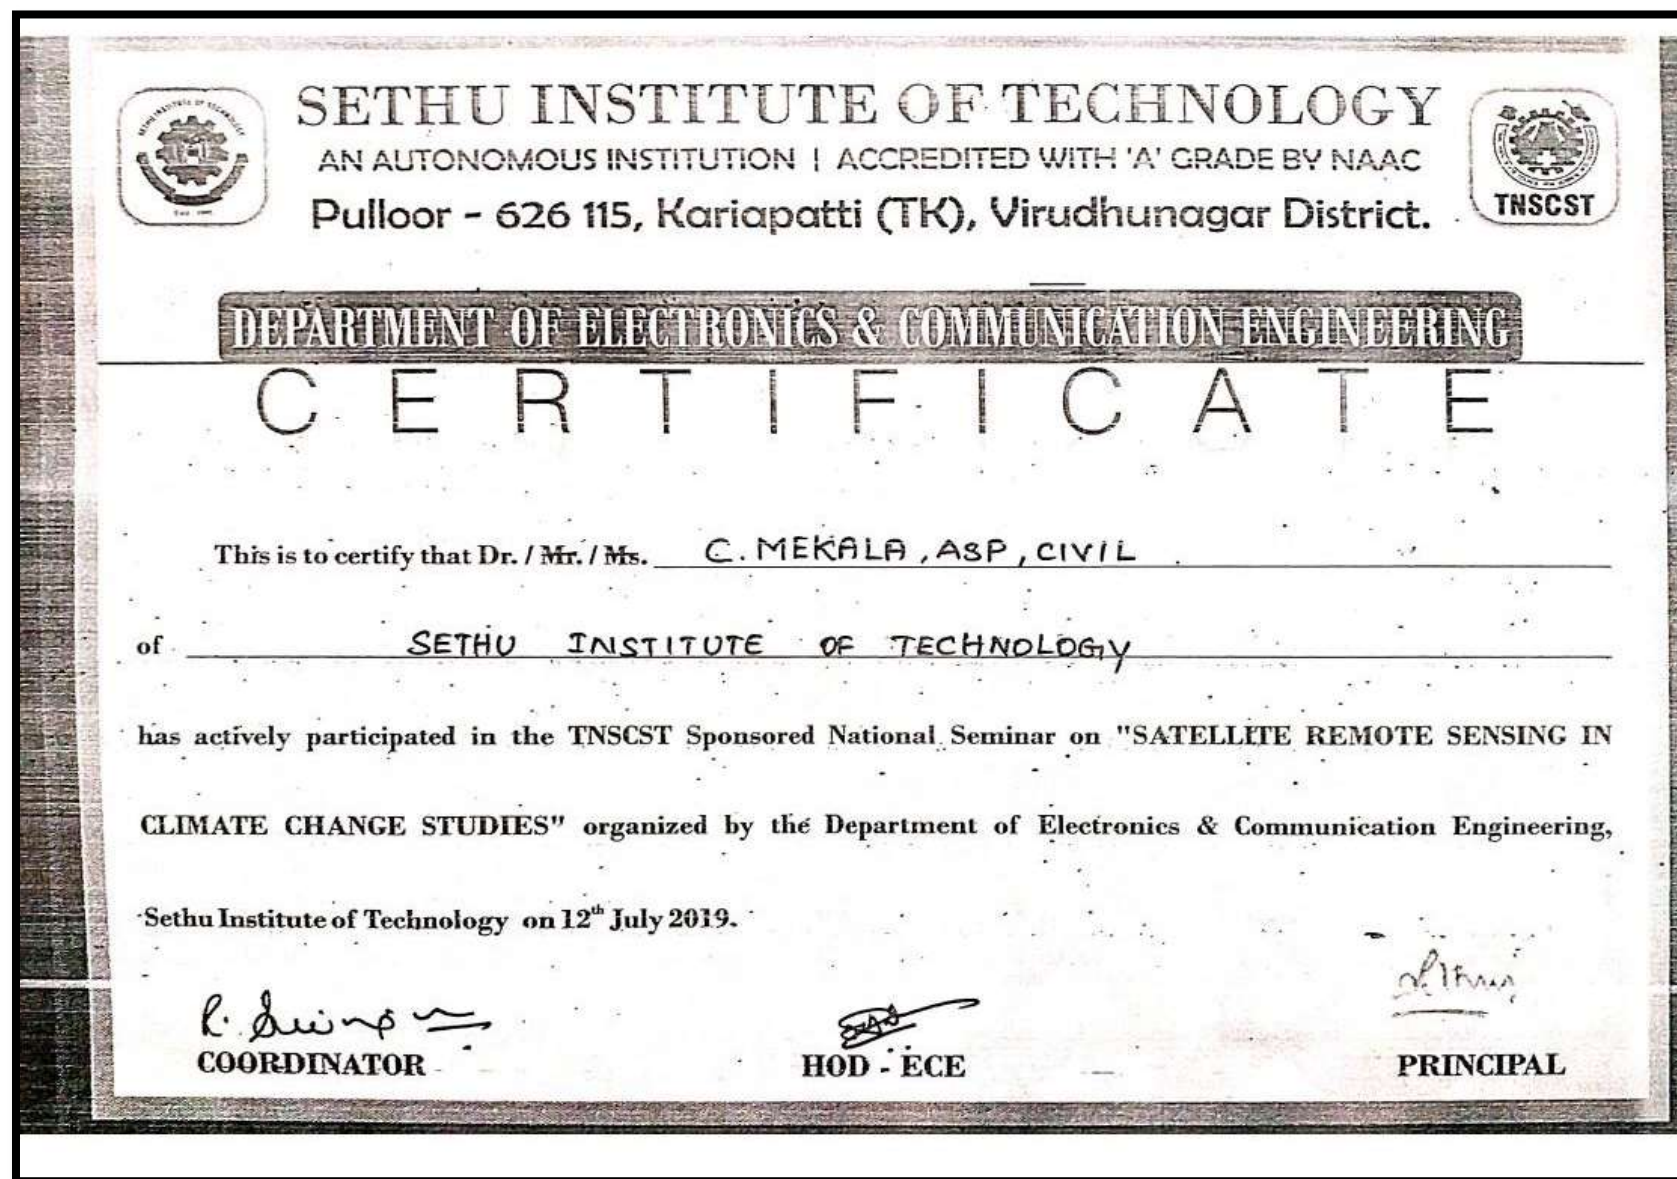 SETHU INSTITUTE OF TECHNOLOGY
AN AUTONOMOUS INSTITUTION | ACCREDITED WITH 'A' GRADE BY NAAC
Pulloor - 626 115, Kariapatti (TK), Virudhunagar District.
TNSCST
DEPARTMENT OF ELECTRONICS & COMMUNICATION ENGINEERING
CERTIFICATE
This is to certify that Dr. / Mr. / Ms. C. MEKALA, ASP, CIVIL
of SETHU INSTITUTE OF TECHNOLOGY
has actively participated in the TNSCST Sponsored National Seminar on "SATELLITE REMOTE SENSING IN
CLIMATE CHANGE STUDIES" organized by the Department of Electronics & Communication Engineering,
Sethu Institute of Technology on 12th July 2019.
COORDINATOR HOD - ECE PRINCIPAL